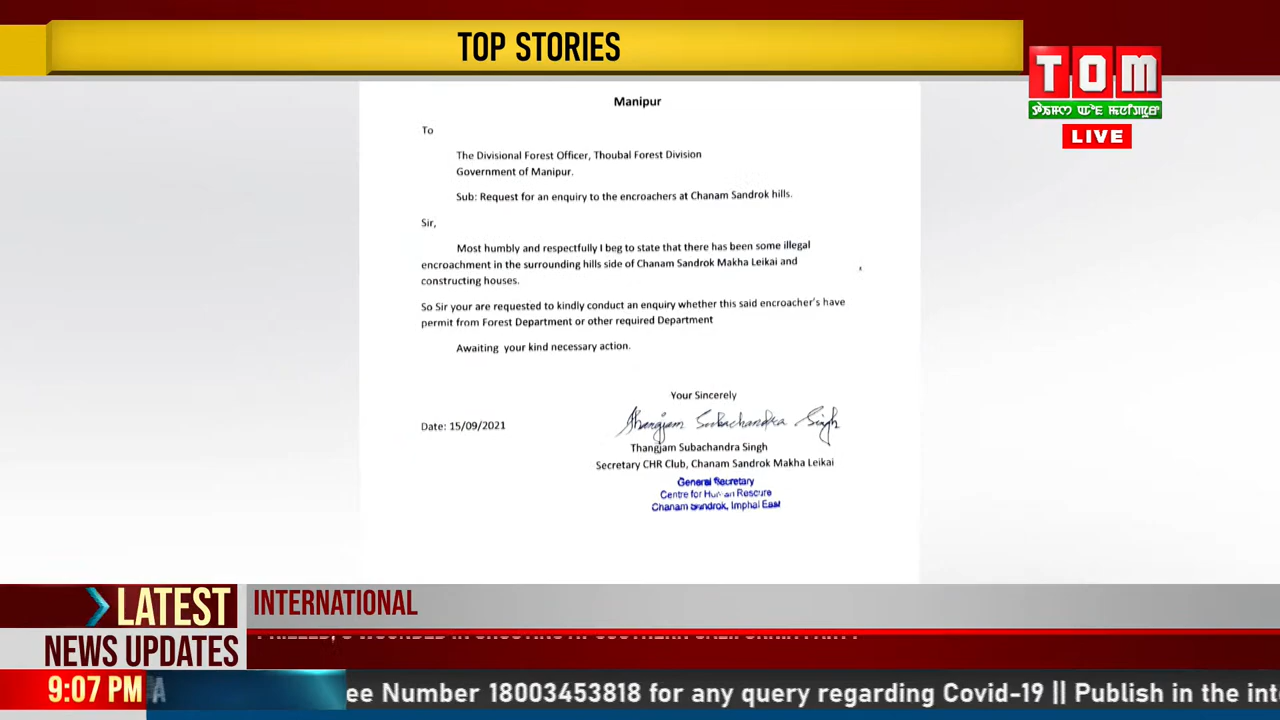 TOP STORIES
TOM
LIVE
Manipur
To
The Divisional Forest Officer, Thoubal Forest Division
Government of Manipur.
Sub: Request for an enquiry to the encroachers at Chanam Sandrok hills.
Sir,
Most humbly and respectfully I beg to state that there has been some illegal
encroachment in the surrounding hills side of Chanam Sandrok Makha Leikai and
constructing houses.
So Sir your are requested to kindly conduct an enquiry whether this said encroacher's have
permit from Forest Department or other required Department
Awaiting your kind necessary action.
Your Sincerely
Thangjam Subachandra Singh
Date: 15/09/2021
Thangjam Subachandra Singh
Secretary CHR Club, Chanam Sandrok Makha Leikai
General Secretary
Centre for Human Rescure
Chanam Sandrok, Imphal East
LATEST
NEWS UPDATES
INTERNATIONAL
9:07 PM
ee Number 18003453818 for any query regarding Covid-19 || Publish in the int